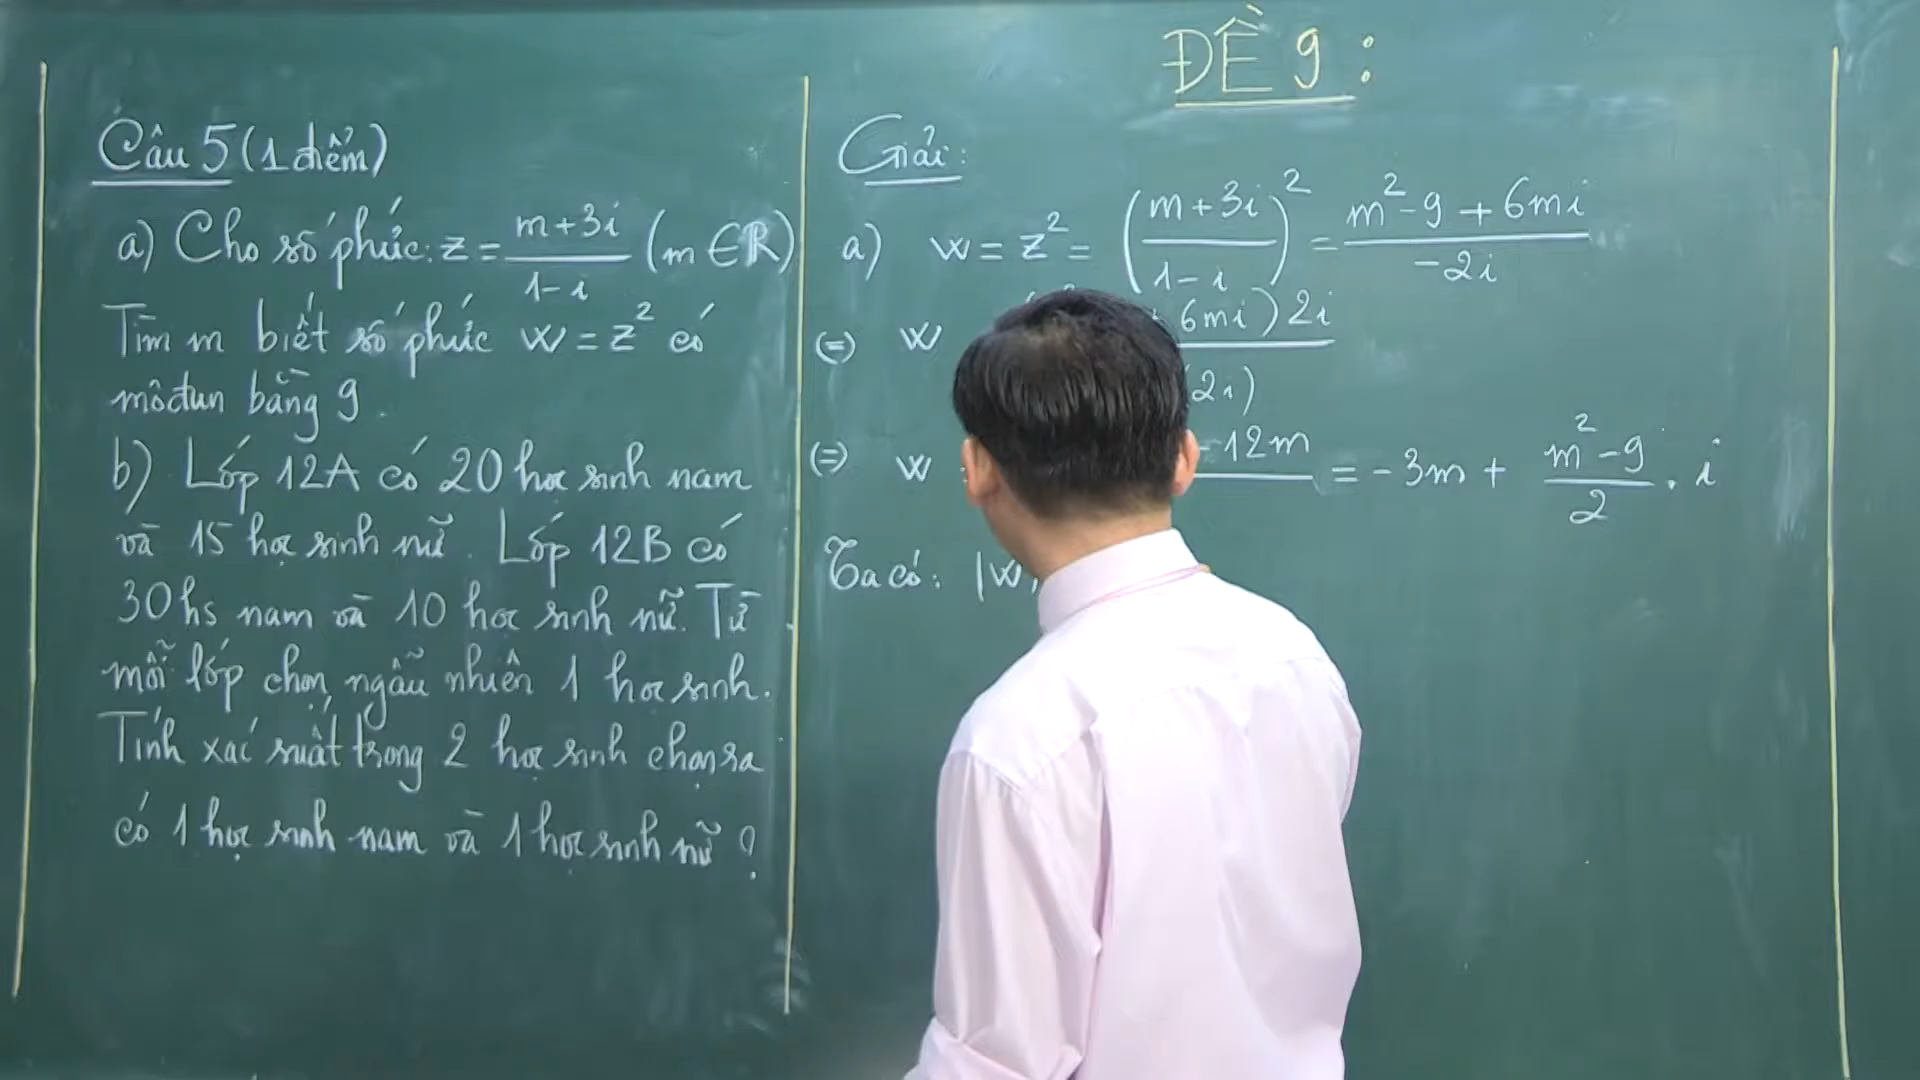 ĐỀ 9:
Câu 5 (1 điểm)
a) Cho số phức: z = (m+3i)/(1-i) (m ∈ ℝ)
Tìm m biết số phức w = z² có
môđun bằng 9
b) Lớp 12A có 20 học sinh nam
và 15 học sinh nữ. Lớp 12B có
30 hs nam và 10 học sinh nữ. Từ
mỗi lớp chọn ngẫu nhiên 1 học sinh.
Tính xác suất trong 2 học sinh chọn ra
có 1 học sinh nam và 1 học sinh nữ ?
Giải:
a) w = z² = ((m+3i)/(1-i))² = (m²-9+6mi)/(-2i)
(=) w 6mi)2i
2i)
(=) w -12m = -3m + (m²-9)/2 . i
Ta có: |w|